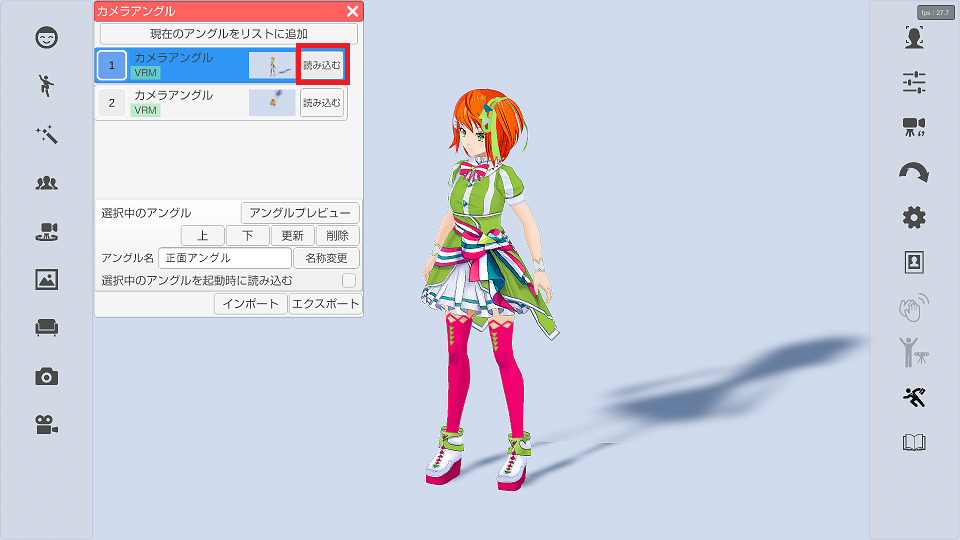 カメラアングル
fps : 27.7
現在のアングルをリストに追加
1 カメラアングル 読み込む
VRM
2 カメラアングル 読み込む
VRM
選択中のアングル アングルプレビュー
上 下 更新 削除
アングル名 正面アングル 名称変更
選択中のアングルを起動時に読み込む
インポート エクスポート